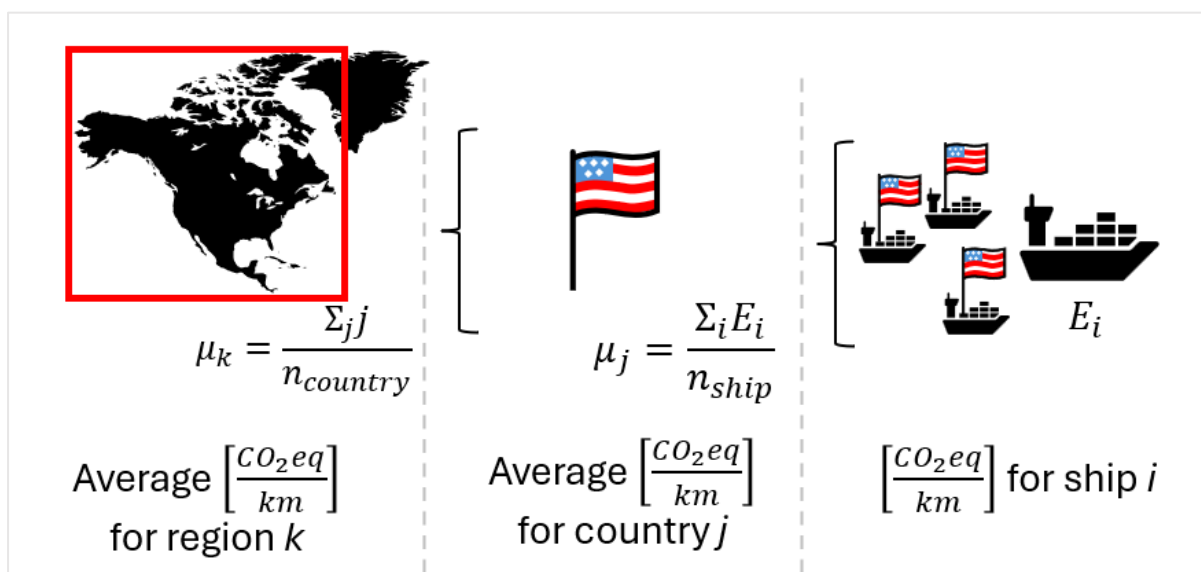 μ_k = Σ_j j / n_country
Average [CO₂eq / km]
for region k
μ_j = Σ_i E_i / n_ship
Average [CO₂eq / km]
for country j
E_i
[CO₂eq / km] for ship i